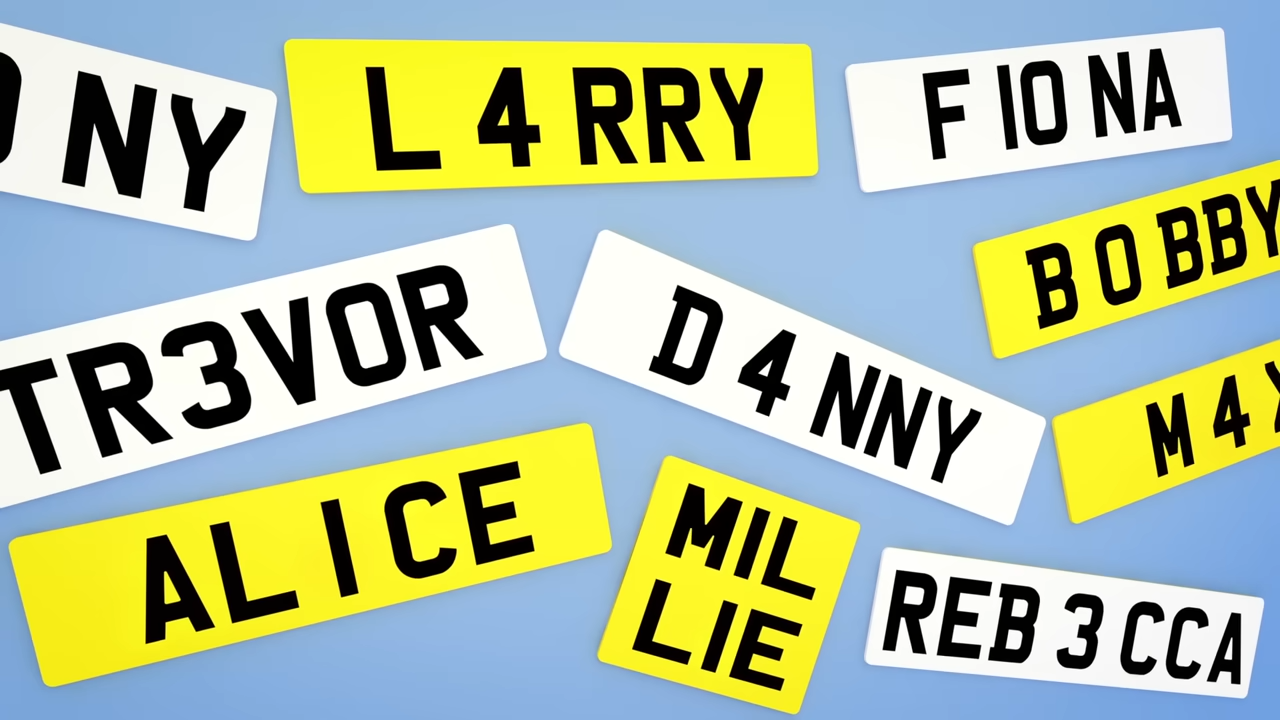 NY
L 4 RRY
F IO NA
B O BBY
TR3VOR
D 4 NNY
M 4 X
AL I CE
MIL
LIE
REB 3 CCA